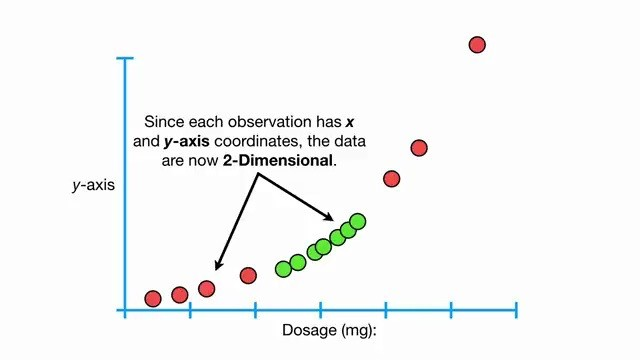 Since each observation has x
and y-axis coordinates, the data
are now 2-Dimensional.
y-axis
Dosage (mg):